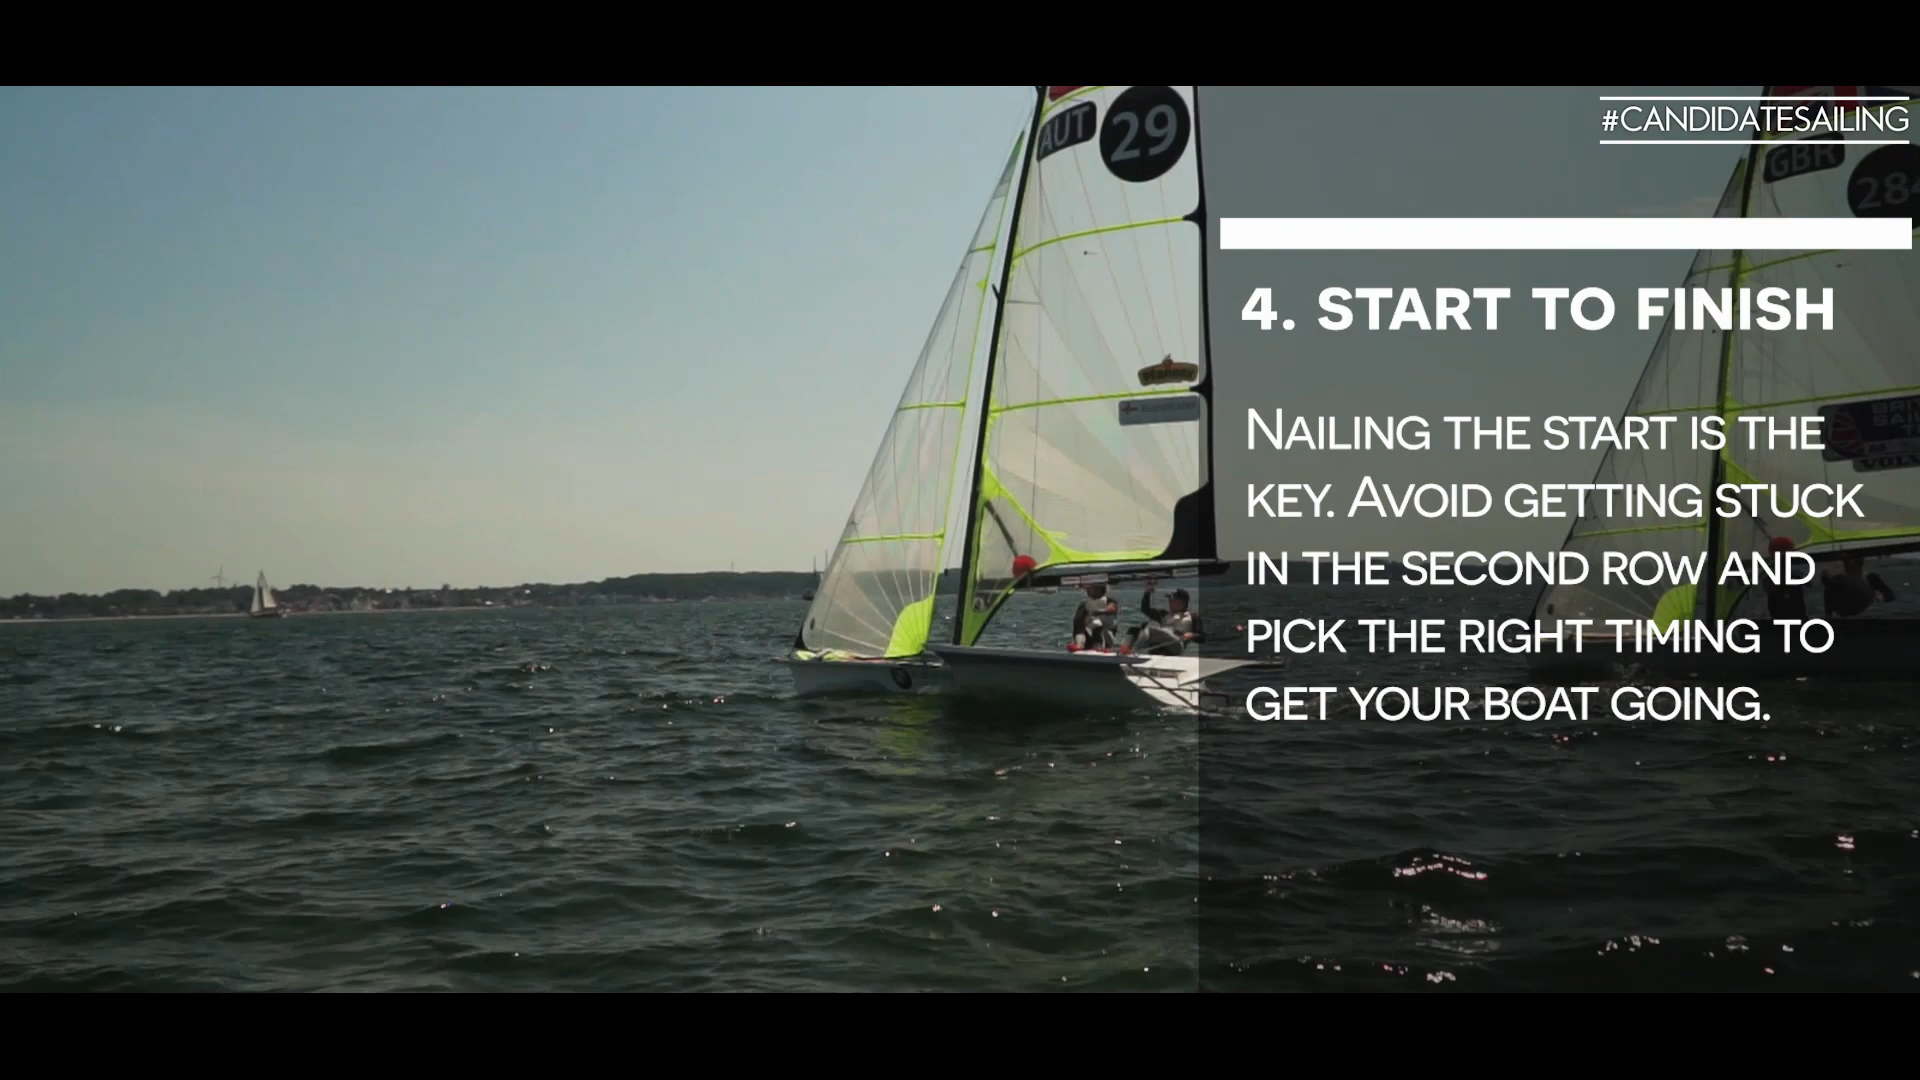 #CANDIDATESAILING
AUT
29
GBR
4. START TO FINISH
NAILING THE START IS THE
KEY. AVOID GETTING STUCK
IN THE SECOND ROW AND
PICK THE RIGHT TIMING TO
GET YOUR BOAT GOING.